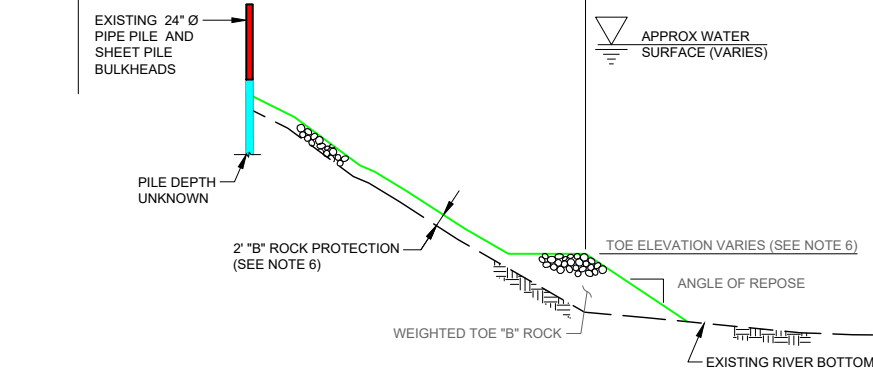 EXISTING 24" Ø
PIPE PILE AND
SHEET PILE
BULKHEADS
APPROX WATER
SURFACE (VARIES)
PILE DEPTH
UNKNOWN
2' "B" ROCK PROTECTION
(SEE NOTE 6)
TOE ELEVATION VARIES (SEE NOTE 6)
ANGLE OF REPOSE
WEIGHTED TOE "B" ROCK
EXISTING RIVER BOTTOM